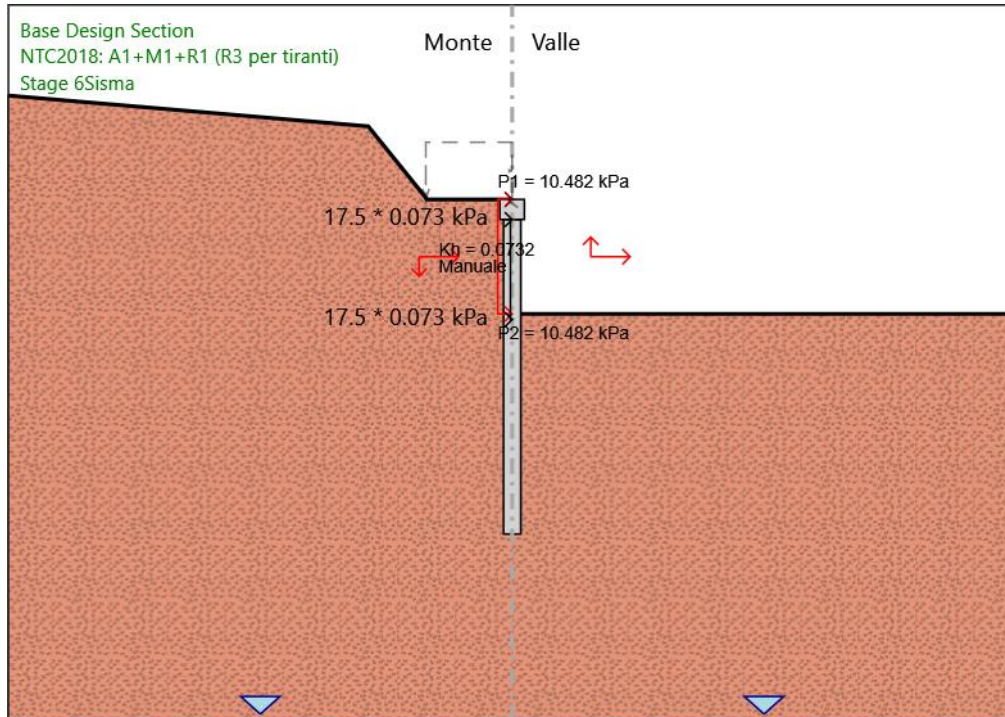 Base Design Section
NTC2018: A1+M1+R1 (R3 per tiranti)
Stage 6Sisma
Monte
Valle
P1 = 10.482 kPa
17.5 * 0.073 kPa
Kh = 0.0732
Manuale
17.5 * 0.073 kPa
P2 = 10.482 kPa